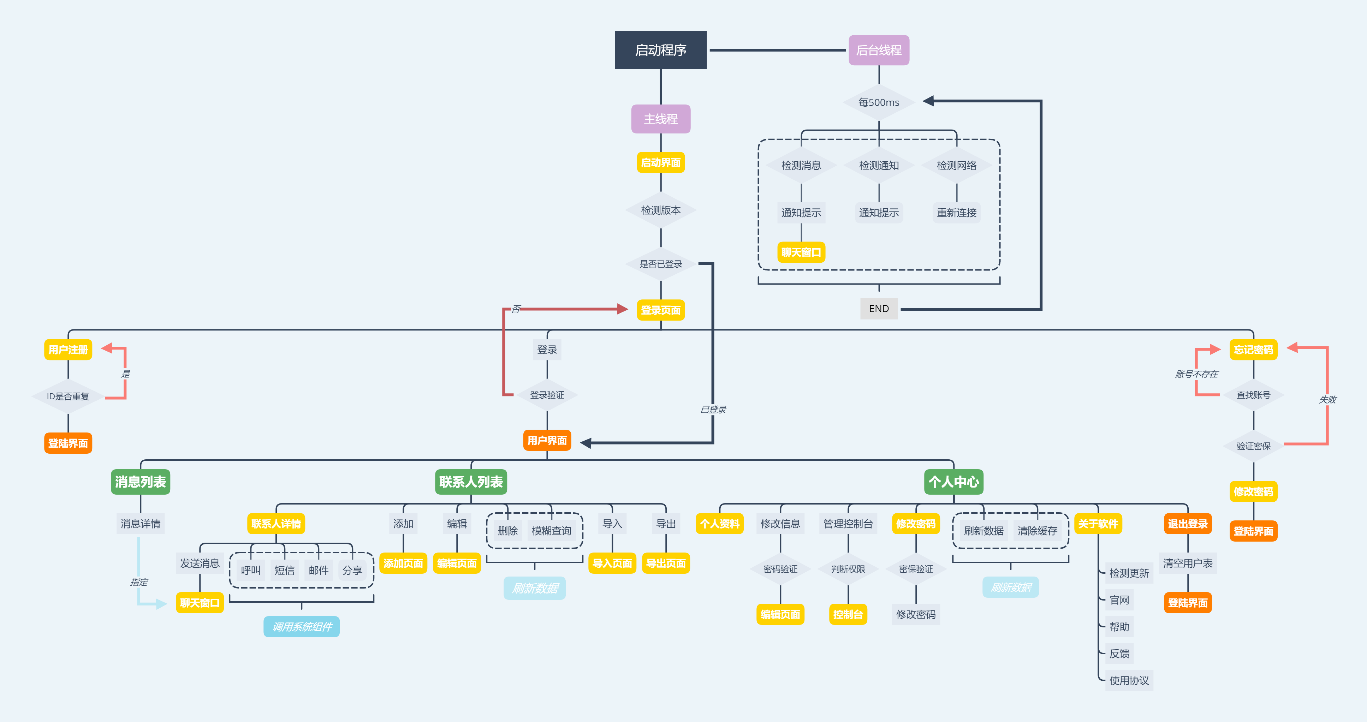 启动程序
后台线程
每500ms
主线程
启动界面
检测消息
检测通知
检测网络
检测版本
通知提示
通知提示
重新连接
聊天窗口
是否已登录
END
否
登录页面
用户注册
登录
忘记密码
是
账号不存在
ID是否重复
登录验证
查找账号
失败
已登录
登陆界面
用户界面
验证密保
消息列表
联系人列表
个人中心
修改密码
消息详情
联系人详情
添加
编辑
删除
模糊查询
导入
导出
个人资料
修改信息
管理控制台
修改密码
刷新数据
清除缓存
关于软件
退出登录
登陆界面
发送消息
呼叫
短信
邮件
分享
添加页面
编辑页面
导入页面
导出页面
密码验证
判断权限
密保验证
清空用户表
检测更新
指定
刷新数据
刷新数据
聊天窗口
官网
登陆界面
编辑页面
控制台
修改密码
调用系统组件
帮助
反馈
使用协议